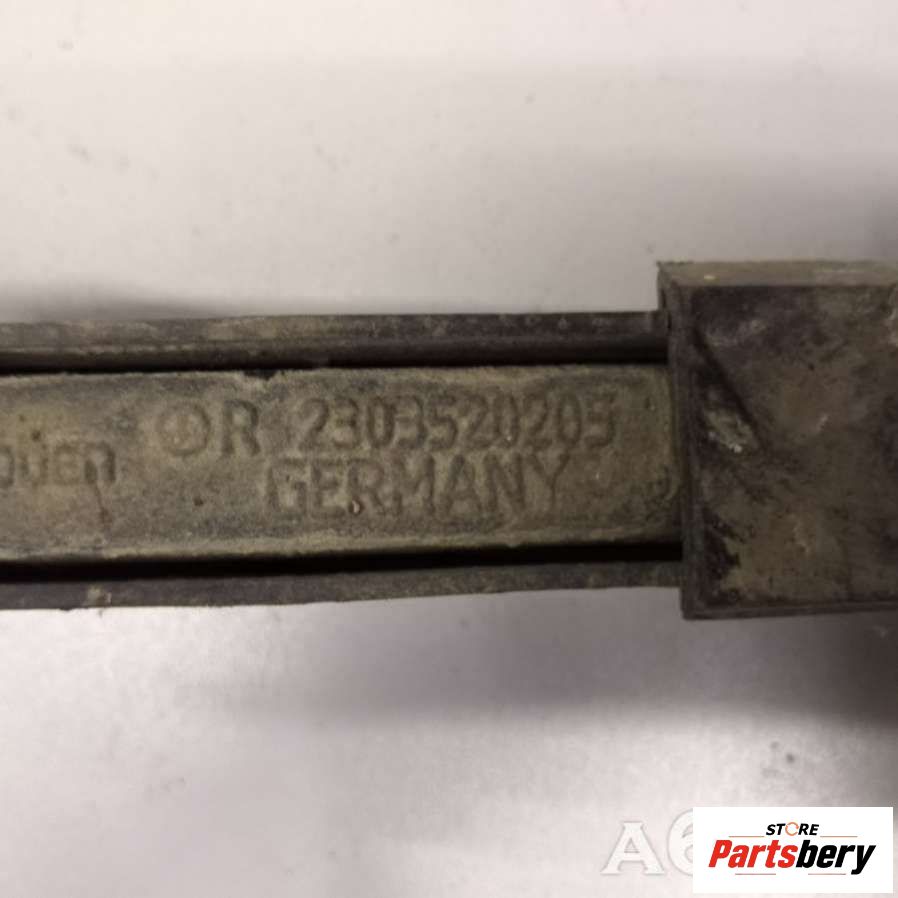 R 2303520205
GERMANY
STORE
Partsbery